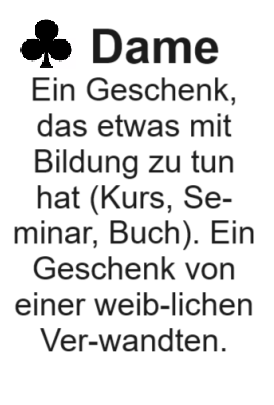 ♣ Dame
Ein Geschenk,
das etwas mit
Bildung zu tun
hat (Kurs, Se-
minar, Buch). Ein
Geschenk von
einer weib-lichen
Ver-wandten.